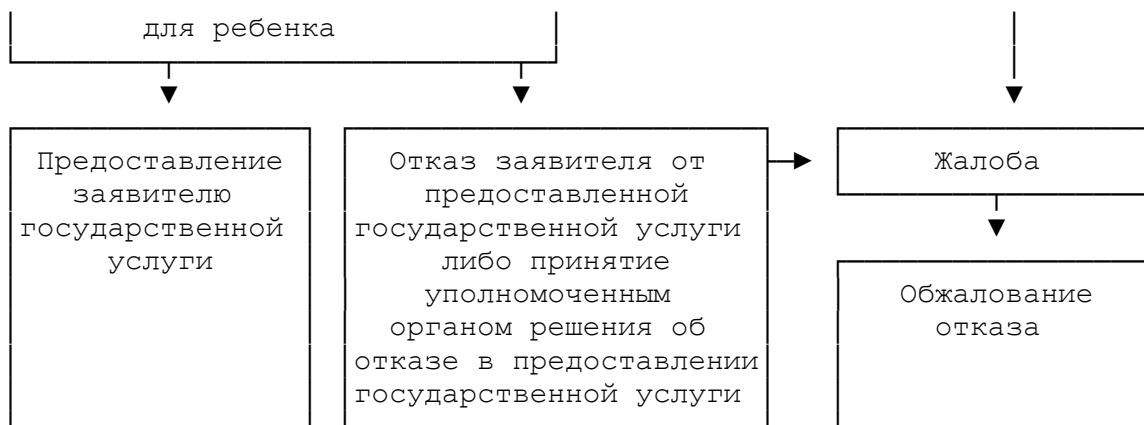 для ребенка
Предоставление
заявителю
государственной
услуги
Отказ заявителя от
предоставленной
государственной услуги
либо принятие
уполномоченным
органом решения об
отказе в предоставлении
государственной услуги
Жалоба
Обжалование
отказа